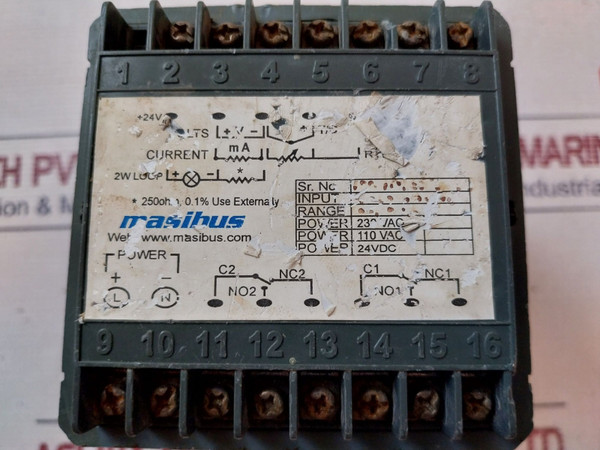 1 2 3 4 5 6 7 8
+24V
+ V -
mA
CURRENT
2W LOOP + - *
* 250ohm, 0.1% Use Externally
masibus
Web www.masibus.com
Sr. No
INPUT
RANGE
POWER 230VAC
POWER 110 VAC
POWER 24VDC
POWER
+ -
L N
C2 NC2
NO2
C1 NC1
NO1
9 10 11 12 13 14 15 16